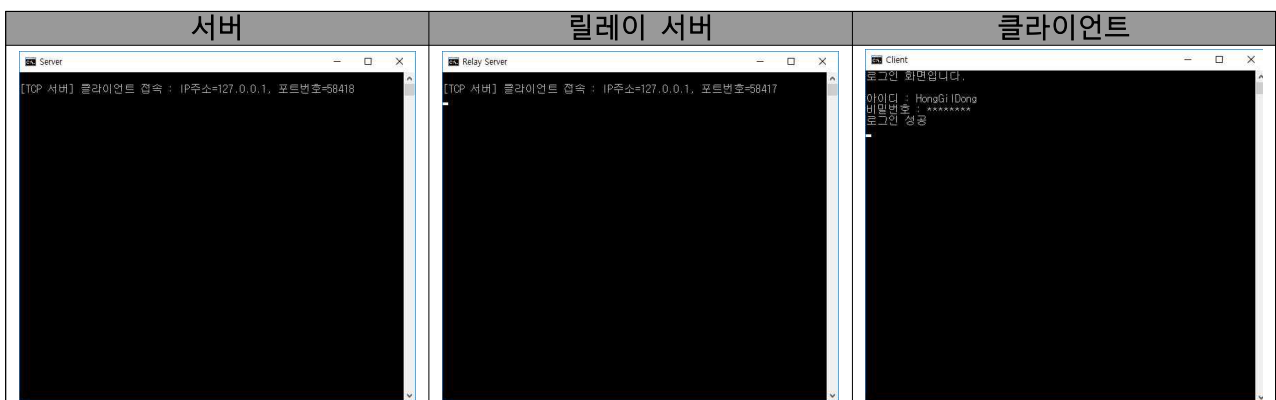 서버 릴레이 서버 클라이언트
Server
[TCP 서버] 클라이언트 접속 : IP주소=127.0.0.1, 포트번호=58418
Relay Server
[TCP 서버] 클라이언트 접속 : IP주소=127.0.0.1, 포트번호=58417
Client
로그인 화면입니다.
아이디 : HongGilDong
비밀번호 : ********
로그인 성공